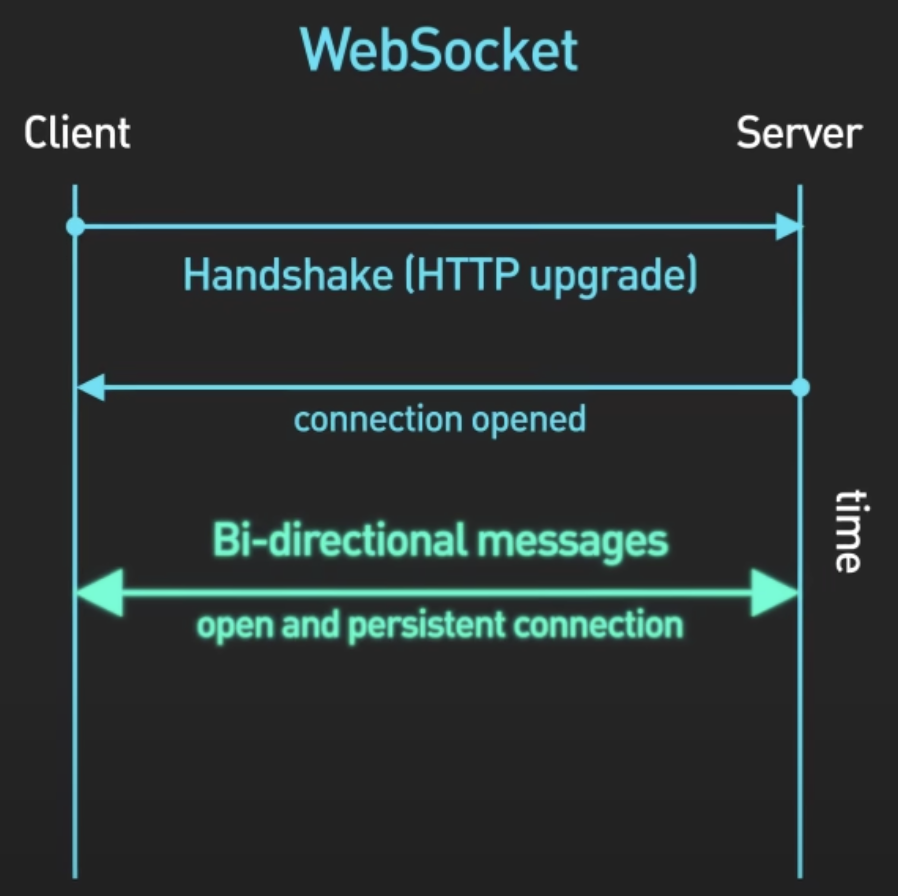 WebSocket
Client
Server
Handshake (HTTP upgrade)
connection opened
time
Bi-directional messages
open and persistent connection